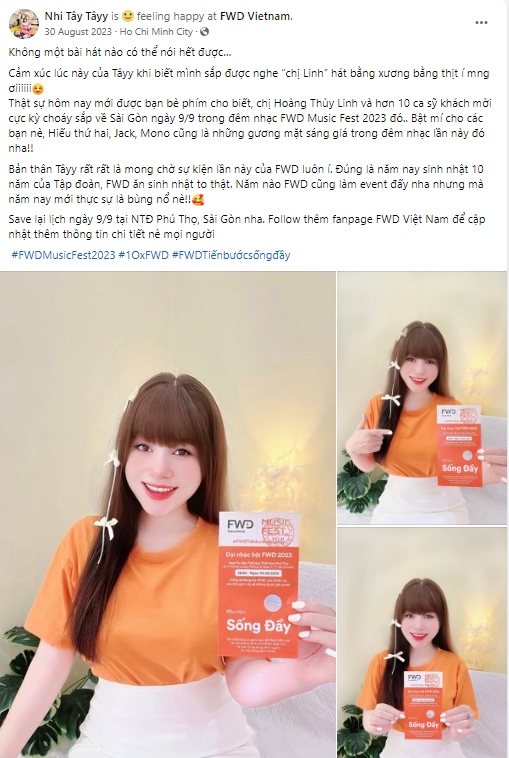 Nhi Tây Tâyy is 😊 feeling happy at FWD Vietnam.
30 August 2023 · Ho Chi Minh City ·
Không một bài hát nào có thể nói hết được...
Cảm xúc lúc này của Tâyy khi biết mình sắp được nghe "chị Linh" hát bằng xương bằng thịt í mng
ơiiiiii😊
Thật sự hôm nay mới được bạn bè phím cho biết, chị Hoàng Thùy Linh và hơn 10 ca sỹ khách mời
cực kỳ choáy sắp về Sài Gòn ngày 9/9 trong đêm nhạc FWD Music Fest 2023 đó.. Bật mí cho các
bạn nè, Hiếu thứ hai, Jack, Mono cũng là những gương mặt sáng giá trong đêm nhạc lần này đó
nha!!
Bản thân Tâyy rất rất là mong chờ sự kiện lần này của FWD luôn í. Đúng là năm nay sinh nhật 10
năm của Tập đoàn, FWD ăn sinh nhật to thật. Năm nào FWD cũng làm event đấy nha nhưng mà
năm nay mới thực sự là bùng nổ nè!!🥰
Save lại lịch ngày 9/9 tại NTĐ Phú Thọ, Sài Gòn nha. Follow thêm fanpage FWD Việt Nam để cập
nhật thêm thông tin chi tiết nè mọi người
#FWDMusicFest2023 #1OxFWD #FWDTiếnbướcsốngđầy
FWD
MUSIC
FEST
Đại nhạc hội FWD 2023
Sống Đầy
FWD
Đại nhạc hội FWD 2023
Sống Đầy
FWD
Đại nhạc hội FWD 2023
Sống Đầy